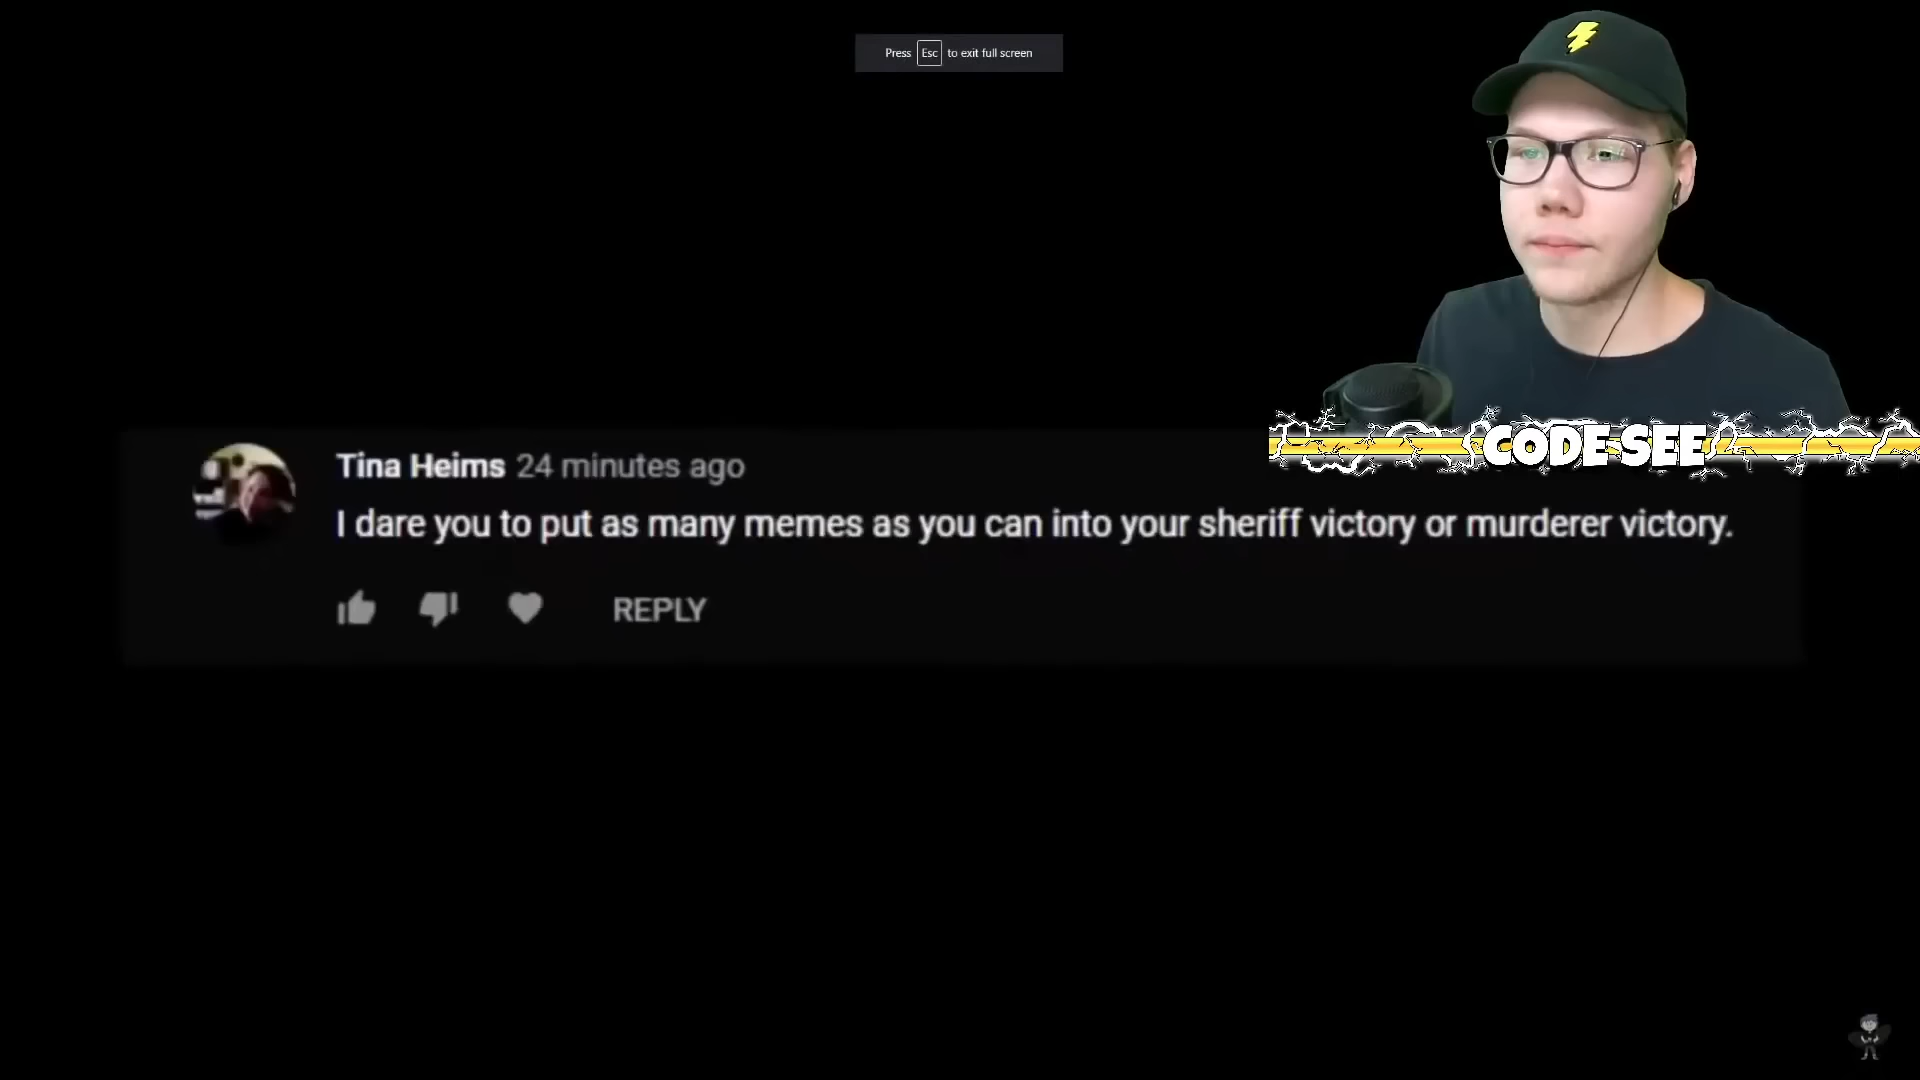 Press Esc to exit full screen
CODE-SEE
Tina Heims 24 minutes ago
I dare you to put as many memes as you can into your sheriff victory or murderer victory.
REPLY